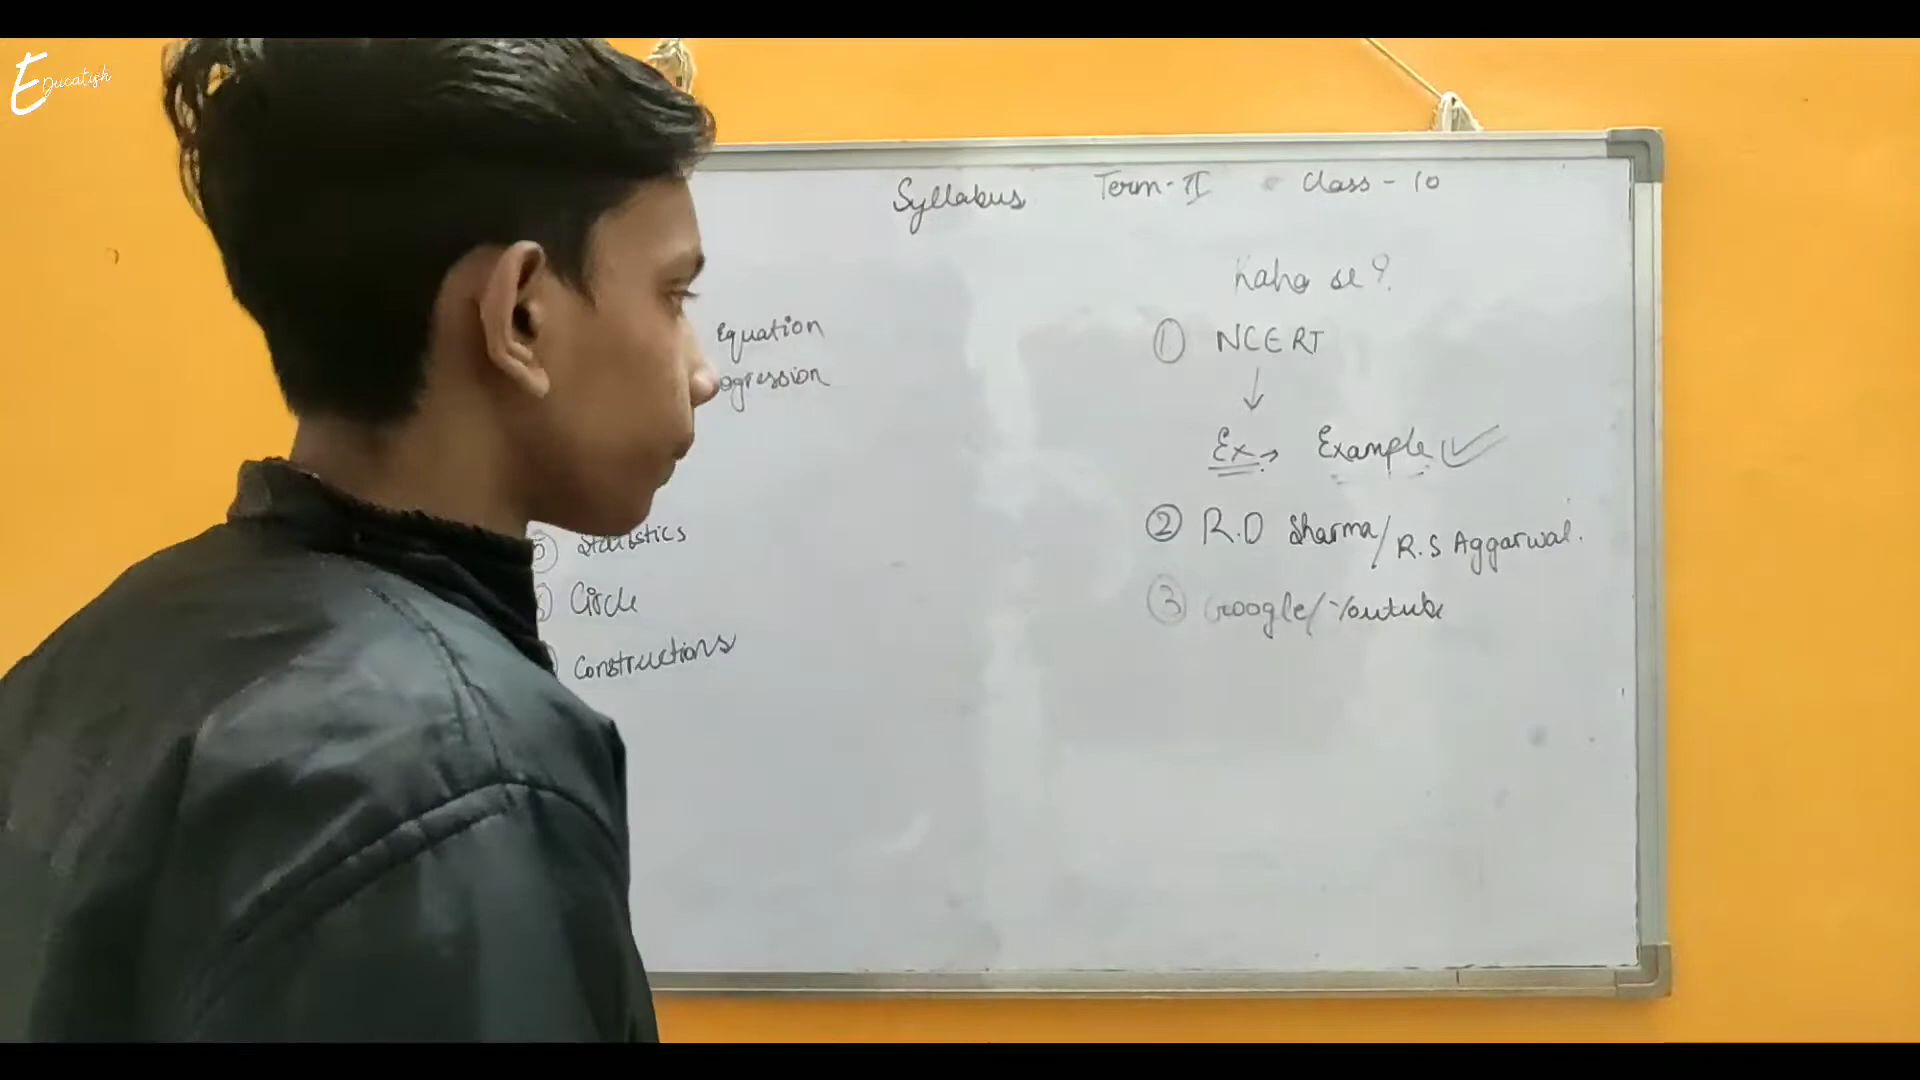 Educatish
Syllabus Term-II Class-10
Equation
ogression
Statistics
Circle
Constructions
Kaha se?
① NCERT
↓
Ex.→ Example ✓
② R.D Sharma/R.S Aggarwal.
③ Google/Youtube